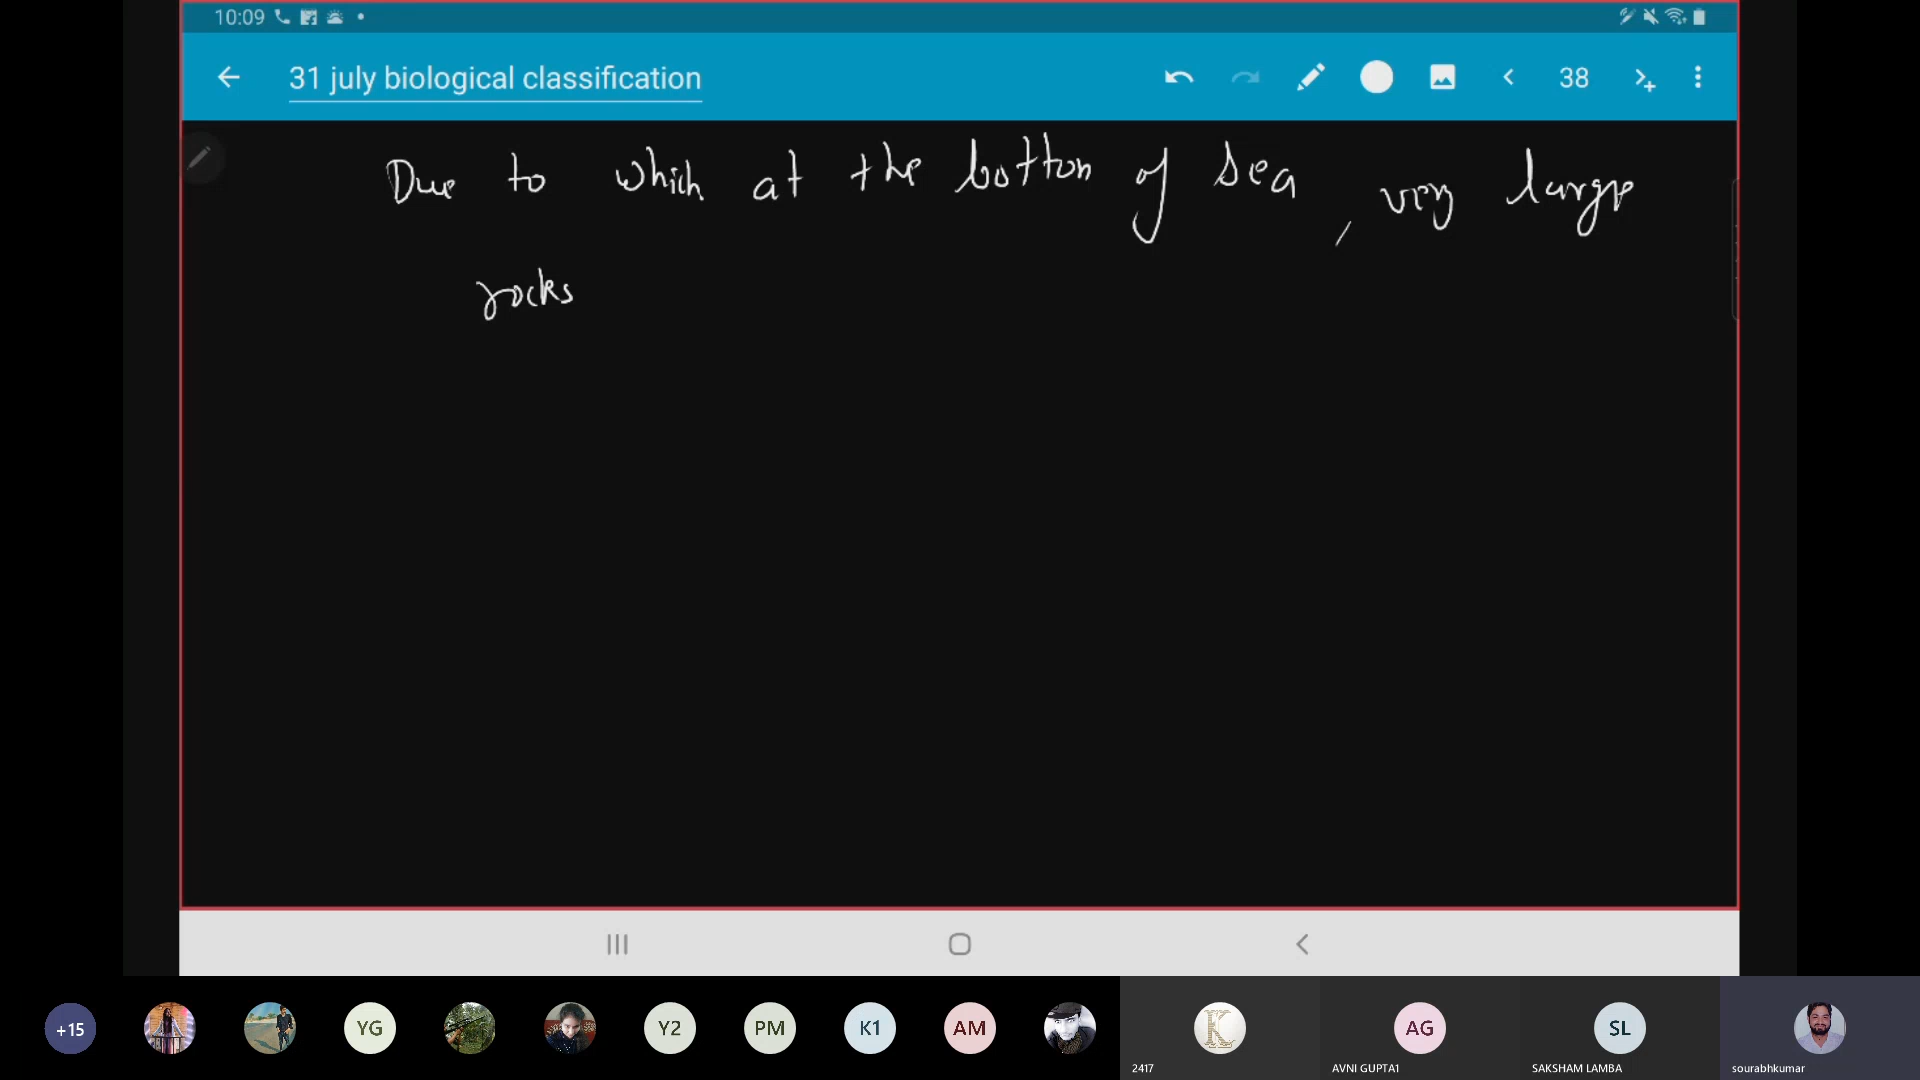 10:09
31 july biological classification
38
Due to which at the botton of Sea, very large
rocks
+15
YG
Y2
PM
K1
AM
K
2417
AG
AVNI GUPTA1
SL
SAKSHAM LAMBA
sourabhkumar